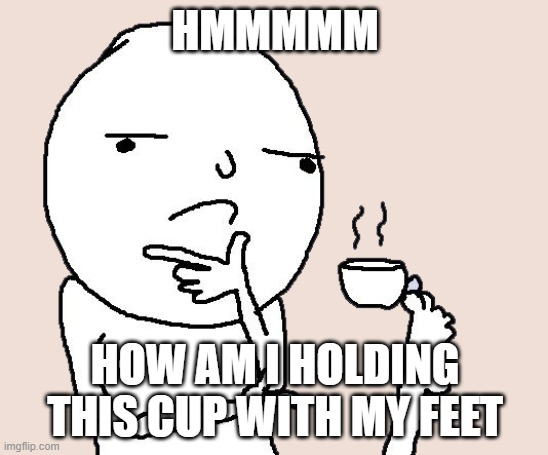 HMMMMM
HOW AM I HOLDING
THIS CUP WITH MY FEET
imgflip.com